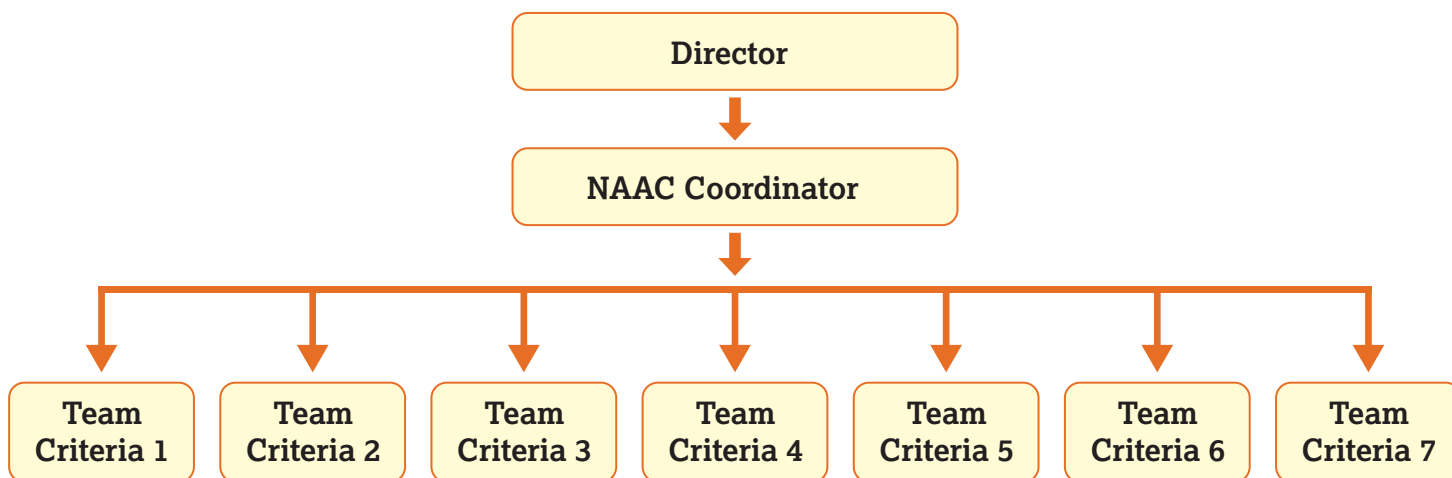 Director
NAAC Coordinator
Team
Criteria 1
Team
Criteria 2
Team
Criteria 3
Team
Criteria 4
Team
Criteria 5
Team
Criteria 6
Team
Criteria 7